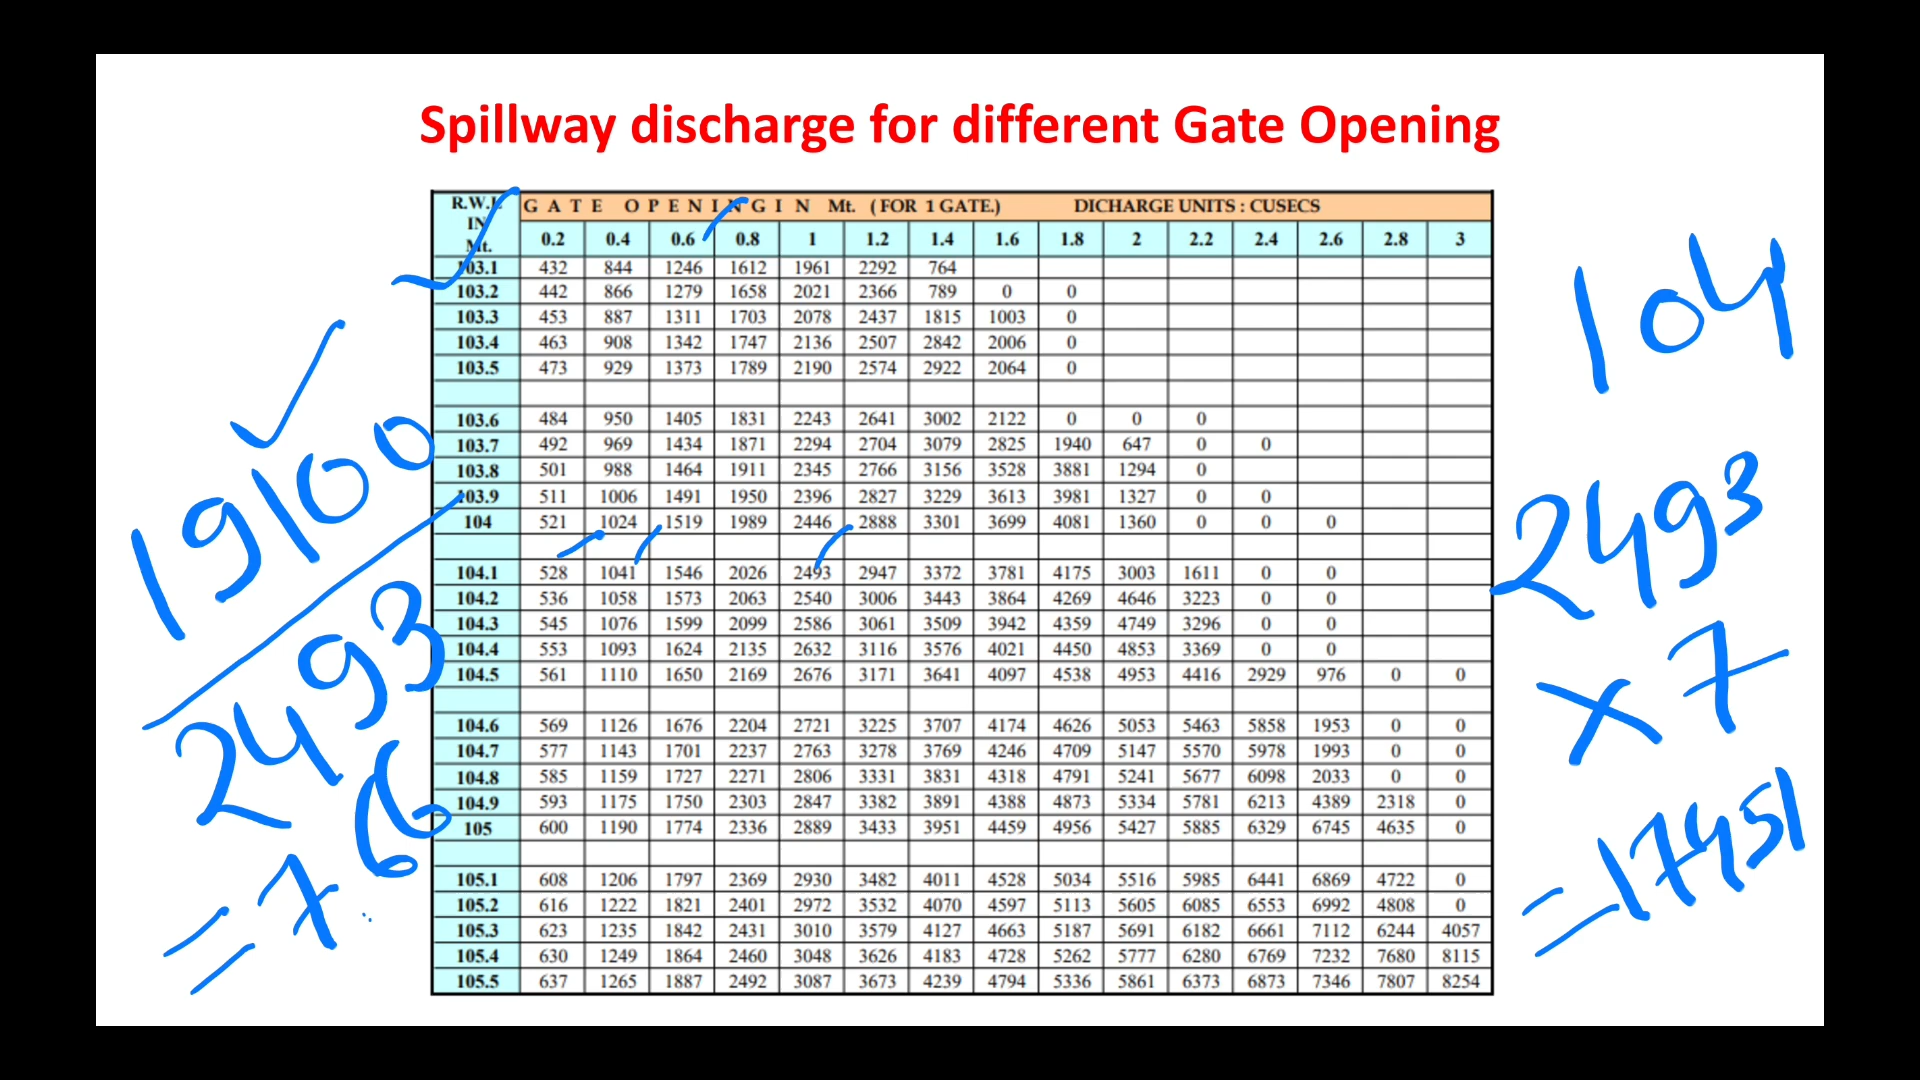 Spillway discharge for different Gate Opening
R.W.L IN Mt. GATE OPENING IN Mt. (FOR 1 GATE.) DICHARGE UNITS : CUSECS
0.2 0.4 0.6 0.8 1 1.2 1.4 1.6 1.8 2 2.2 2.4 2.6 2.8 3
103.1 432 844 1246 1612 1961 2292 764
103.2 442 866 1279 1658 2021 2366 789 0 0
103.3 453 887 1311 1703 2078 2437 1815 1003 0
103.4 463 908 1342 1747 2136 2507 2842 2006 0
103.5 473 929 1373 1789 2190 2574 2922 2064 0
103.6 484 950 1405 1831 2243 2641 3002 2122 0 0 0
103.7 492 969 1434 1871 2294 2704 3079 2825 1940 647 0 0
103.8 501 988 1464 1911 2345 2766 3156 3528 3881 1294 0
103.9 511 1006 1491 1950 2396 2827 3229 3613 3981 1327 0 0
104 521 1024 1519 1989 2446 2888 3301 3699 4081 1360 0 0 0
104.1 528 1041 1546 2026 2493 2947 3372 3781 4175 3003 1611 0 0
104.2 536 1058 1573 2063 2540 3006 3443 3864 4269 4646 3223 0 0
104.3 545 1076 1599 2099 2586 3061 3509 3942 4359 4749 3296 0 0
104.4 553 1093 1624 2135 2632 3116 3576 4021 4450 4853 3369 0 0
104.5 561 1110 1650 2169 2676 3171 3641 4097 4538 4953 4416 2929 976 0 0
104.6 569 1126 1676 2204 2721 3225 3707 4174 4626 5053 5463 5858 1953 0 0
104.7 577 1143 1701 2237 2763 3278 3769 4246 4709 5147 5570 5978 1993 0 0
104.8 585 1159 1727 2271 2806 3331 3831 4318 4791 5241 5677 6098 2033 0 0
104.9 593 1175 1750 2303 2847 3382 3891 4388 4873 5334 5781 6213 4389 2318 0
105 600 1190 1774 2336 2889 3433 3951 4459 4956 5427 5885 6329 6745 4635 0
105.1 608 1206 1797 2369 2930 3482 4011 4528 5034 5516 5985 6441 6869 4722 0
105.2 616 1222 1821 2401 2972 3532 4070 4597 5113 5605 6085 6553 6992 4808 0
105.3 623 1235 1842 2431 3010 3579 4127 4663 5187 5691 6182 6661 7112 6244 4057
105.4 630 1249 1864 2460 3048 3626 4183 4728 5262 5777 6280 6769 7232 7680 8115
105.5 637 1265 1887 2492 3087 3673 4239 4794 5336 5861 6373 6873 7346 7807 8254
19100
2493
=7.6
104
2493
x7
=17451